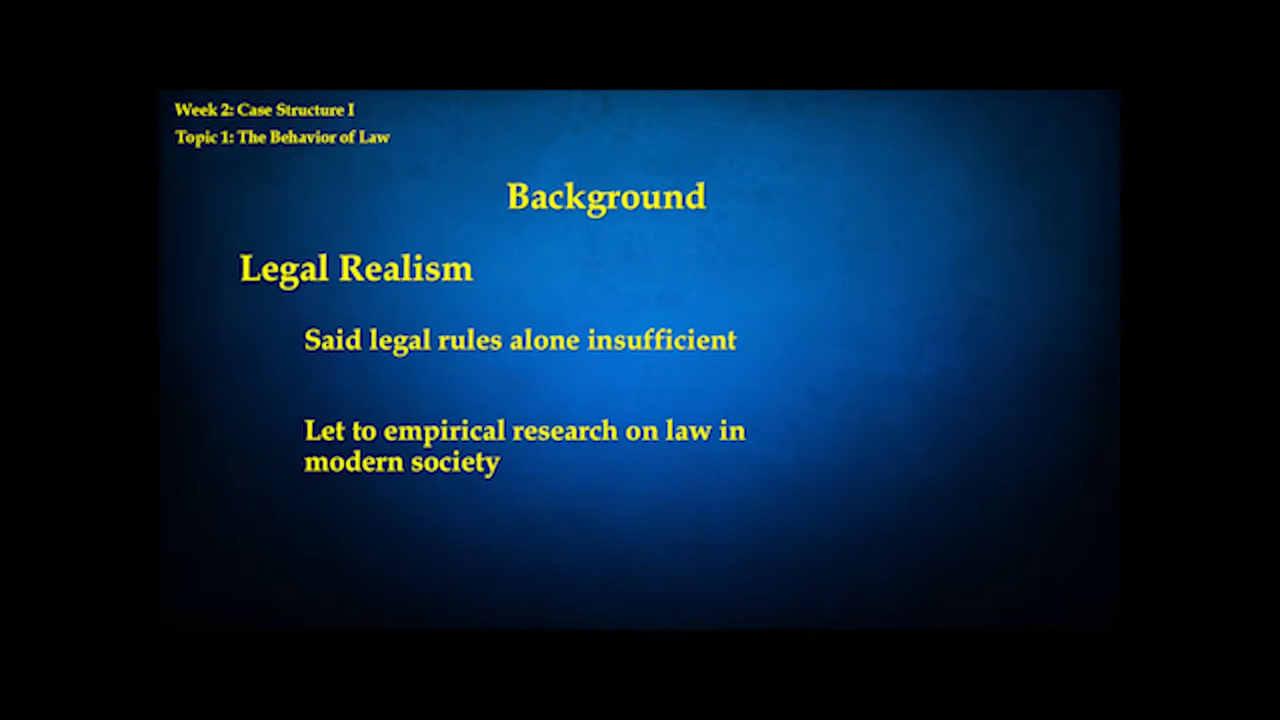 Week 2: Case Structure I
Topic 1: The Behavior of Law
Background
Legal Realism
Said legal rules alone insufficient
Let to empirical research on law in
modern society